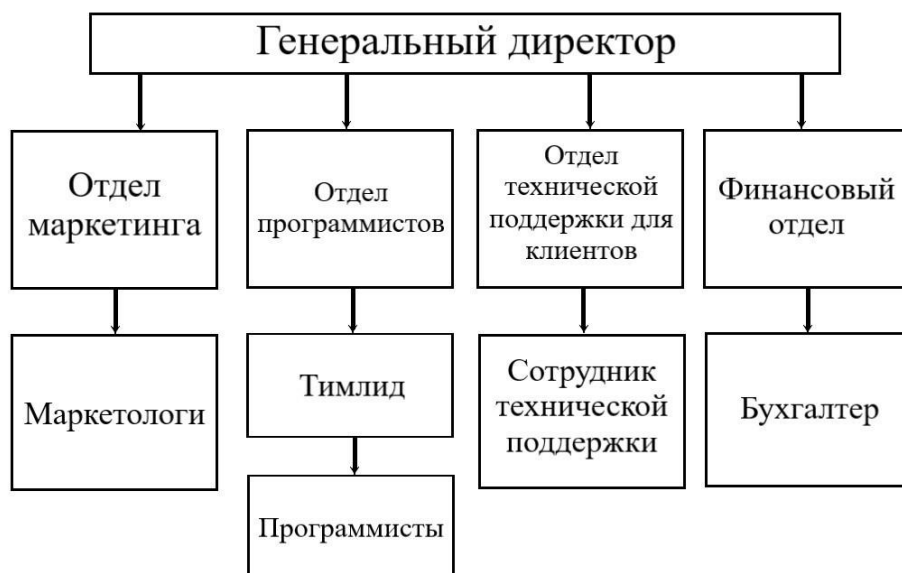 Генеральный директор
Отдел
маркетинга
Отдел
программистов
Отдел
технической
поддержки для
клиентов
Финансовый
отдел
Маркетологи
Тимлид
Сотрудник
технической
поддержки
Бухгалтер
Программисты